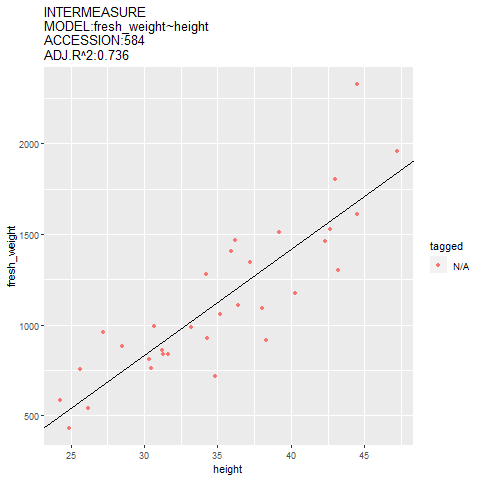 INTERMEASURE
MODEL:fresh_weight~height
ACCESSION:584
ADJ.R^2:0.736
2000
1500
1000
500
fresh_weight
25 30 35 40 45
height
tagged
N/A